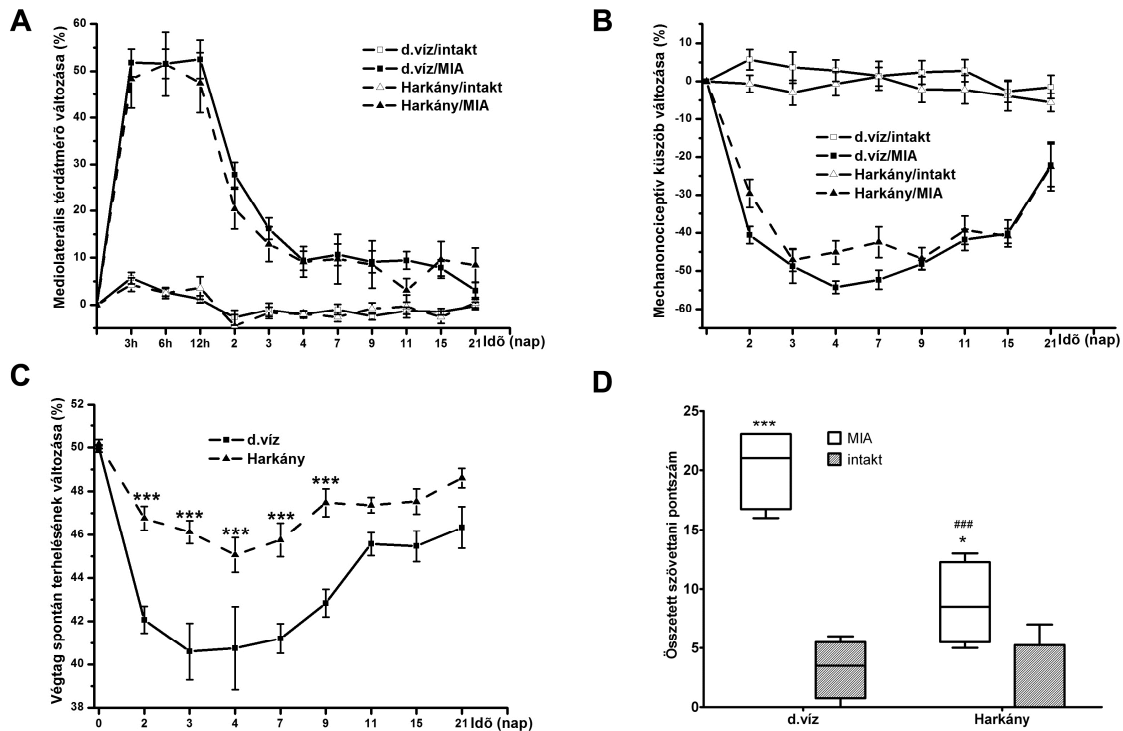 A
Mediolaterális térdátmérő változása (%)
60
50
40
30
20
10
0
d.víz/intakt
d.víz/MIA
Harkány/intakt
Harkány/MIA
3h 6h 12h 2 3 4 7 9 11 15 21 Idő (nap)
B
Mechanonociceptív küszöb változása (%)
10
0
-10
-20
-30
-40
-50
-60
d.víz/intakt
d.víz/MIA
Harkány/intakt
Harkány/MIA
2 3 4 7 9 11 15 21 Idő (nap)
C
Végtag spontán terhelésének változása (%)
52
50
48
46
44
42
40
38
d.víz
Harkány
*** *** *** *** ***
0 2 3 4 7 9 11 15 21 Idő (nap)
D
Összetett szövettani pontszám
25
20
15
10
5
0
***
MIA
intakt
###
*
d.víz Harkány